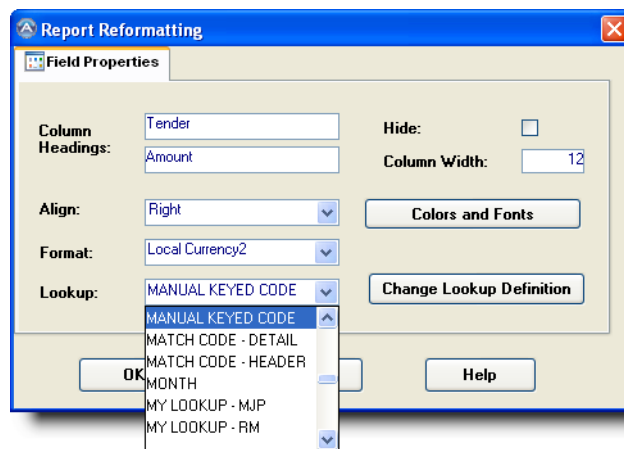 Report Reformatting
Field Properties
Column Headings:
Tender
Amount
Hide:
Column Width:
12
Align:
Right
Colors and Fonts
Format:
Local Currency2
Lookup:
MANUAL KEYED CODE
Change Lookup Definition
MANUAL KEYED CODE
MATCH CODE - DETAIL
MATCH CODE - HEADER
MONTH
MY LOOKUP - MJP
MY LOOKUP - RM
OK
Help